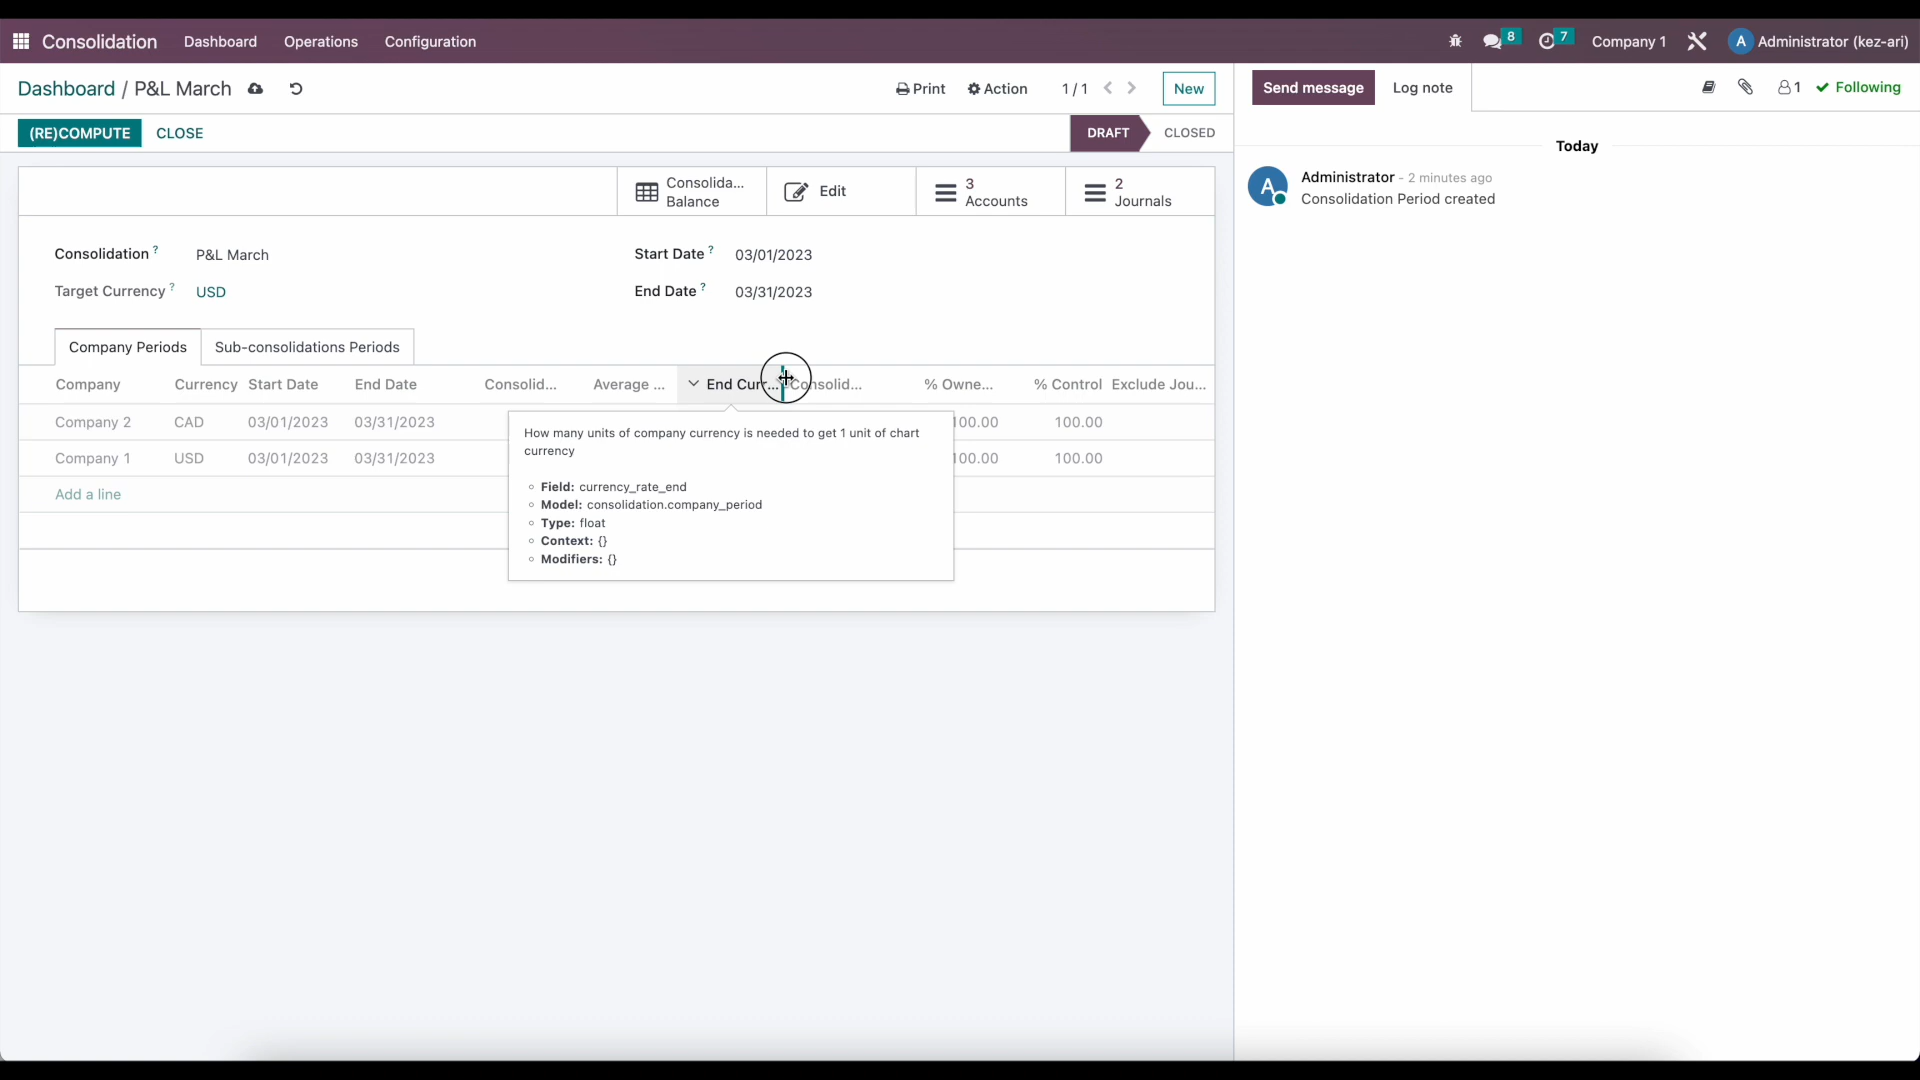 Consolidation Dashboard Operations Configuration 8 7 Company 1 A Administrator (kez-ari)
Dashboard / P&L March Print Action 1 / 1 New
Send message Log note 1 Following
(RE)COMPUTE CLOSE DRAFT CLOSED
Today
Consolida...
Balance
Edit
3
Accounts
2
Journals
A
Administrator - 2 minutes ago
Consolidation Period created
Consolidation ? P&L March Start Date ? 03/01/2023
Target Currency ? USD End Date ? 03/31/2023
Company Periods Sub-consolidations Periods
Company Currency Start Date End Date Consolid... Average ... End Curr... Consolid... % Owne... % Control Exclude Jou...
Company 2 CAD 03/01/2023 03/31/2023 100.00 100.00
Company 1 USD 03/01/2023 03/31/2023 100.00 100.00
Add a line
How many units of company currency is needed to get 1 unit of chart
currency
Field: currency_rate_end
Model: consolidation.company_period
Type: float
Context: {}
Modifiers: {}